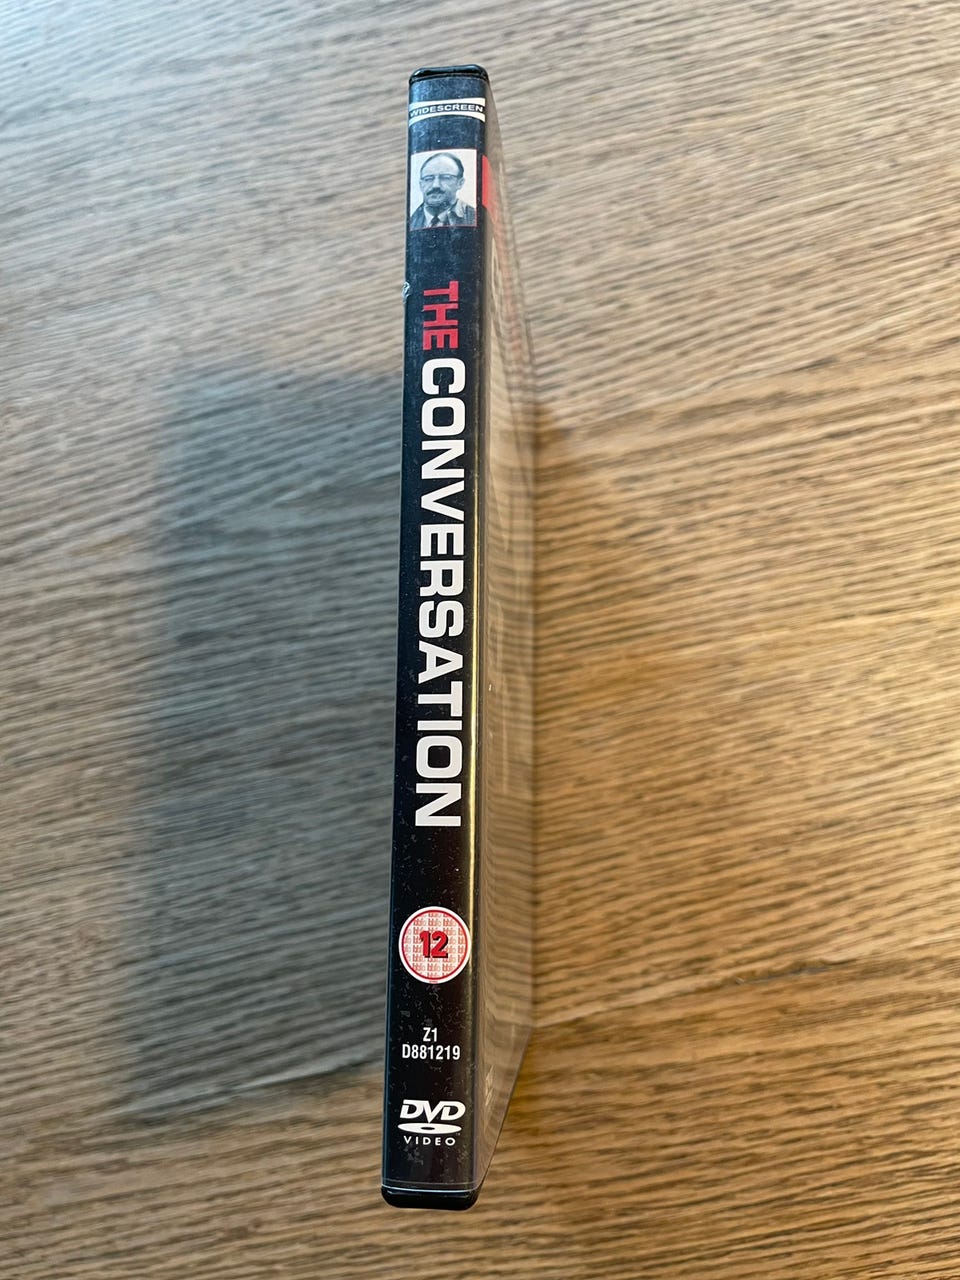 WIDESCREEN
THE CONVERSATION
12
Z1
D881219
DVD
VIDEO